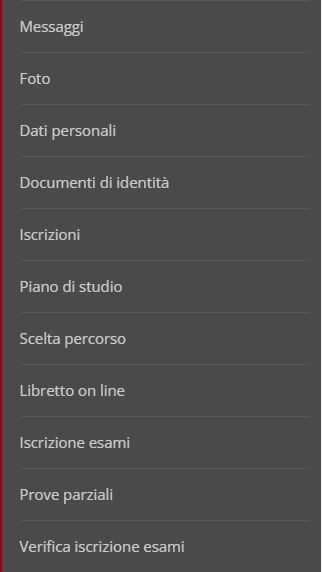 Messaggi
Foto
Dati personali
Documenti di identità
Iscrizioni
Piano di studio
Scelta percorso
Libretto on line
Iscrizione esami
Prove parziali
Verifica iscrizione esami